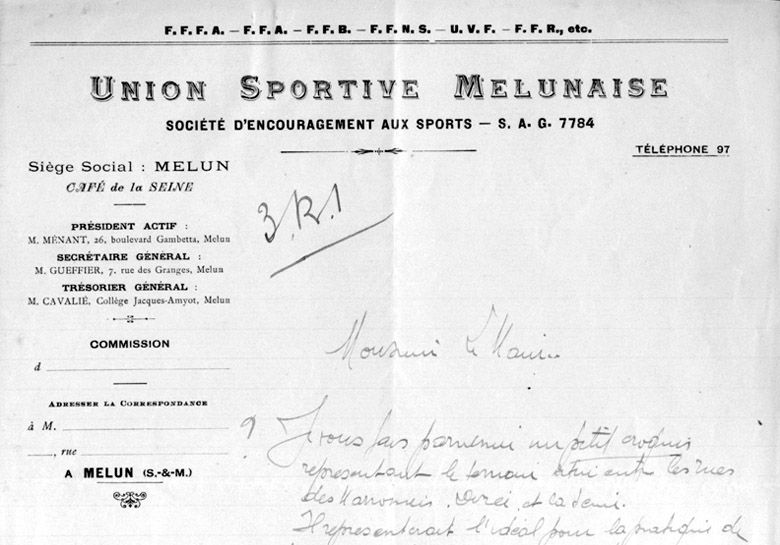 F.F.F.A. — F.F.A. — F.F.B. — F.F.N.S. — U.V.F. — F.F.R., etc.
UNION SPORTIVE MELUNAISE
SOCIÉTÉ D'ENCOURAGEMENT AUX SPORTS — S. A. G. 7784
TÉLÉPHONE 97
Siège Social : MELUN
CAFÉ de la SEINE
PRÉSIDENT ACTIF :
M. MÉNANT, 26, boulevard Gambetta, Melun
SECRÉTAIRE GÉNÉRAL :
M. GUEFFIER, 7, rue des Granges, Melun
TRÉSORIER GÉNÉRAL :
M. CAVALIÉ, Collège Jacques-Amyot, Melun
COMMISSION
d
ADRESSER LA CORRESPONDANCE
à M.
, rue
A MELUN (S.-&-M.)
3.R.1
Monsieur Le Maire
? Je vous fais parvenir un petit croquis
représentant le terrain situé entre les rues
des Marronniers, et la Seine.
Il représenterait l'idéal pour la pratique de